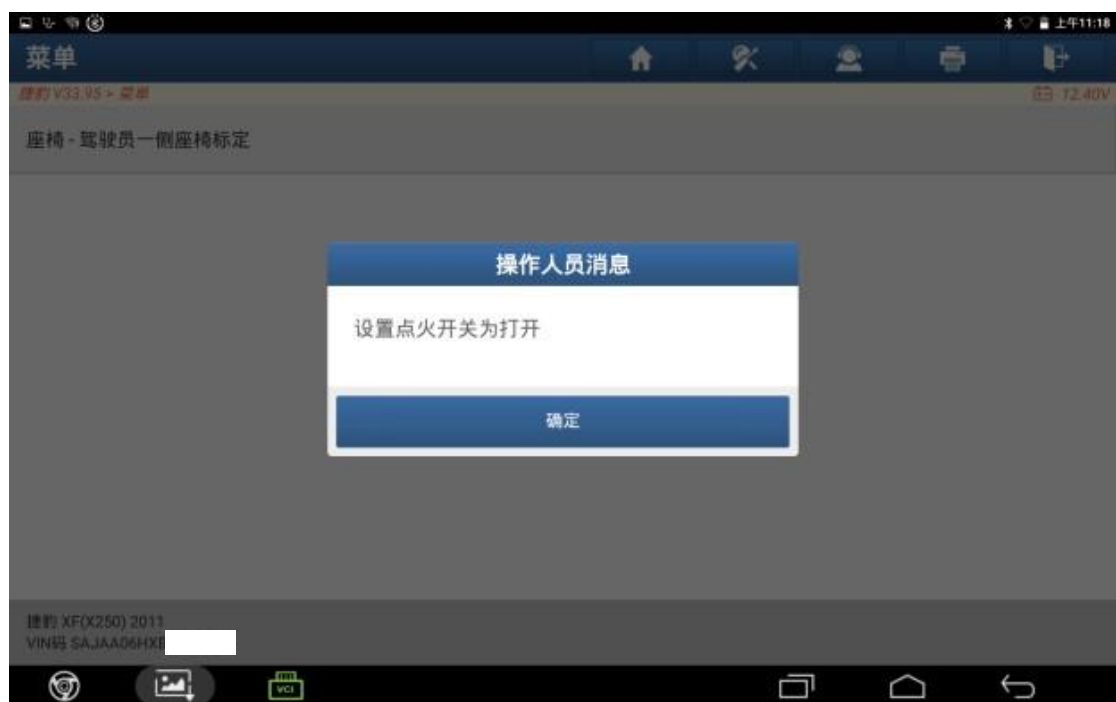 上午11:18
菜单
捷豹 V33.95 > 菜单
12.40V
座椅 - 驾驶员一侧座椅标定
操作人员消息
设置点火开关为打开
确定
捷豹 XF(X250) 2011
VIN码 SAJAA06HXB
VCI